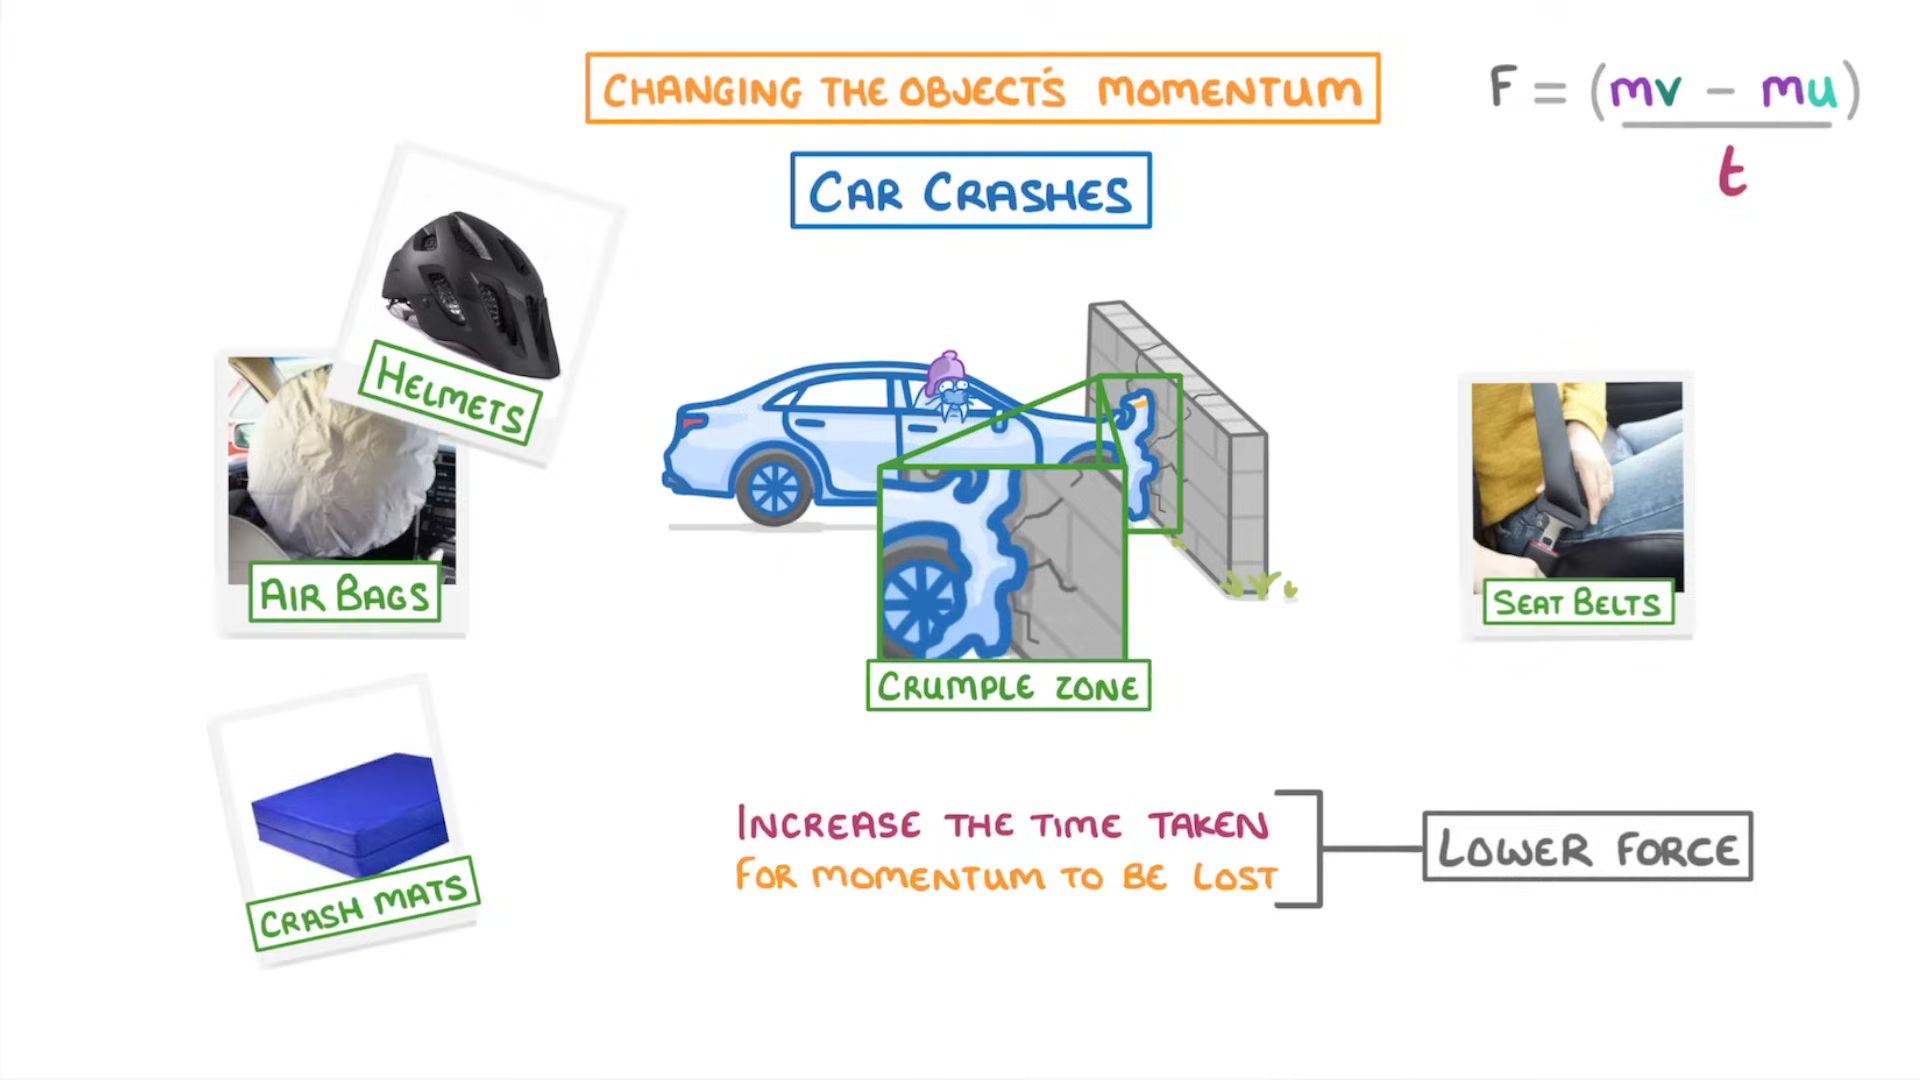 CHANGING THE OBJECT'S MOMENTUM
F = (mv - mu)
t
CAR CRASHES
HELMETS
AIR BAGS
SEAT BELTS
CRUMPLE ZONE
CRASH MATS
INCREASE THE TIME TAKEN
FOR MOMENTUM TO BE LOST
LOWER FORCE